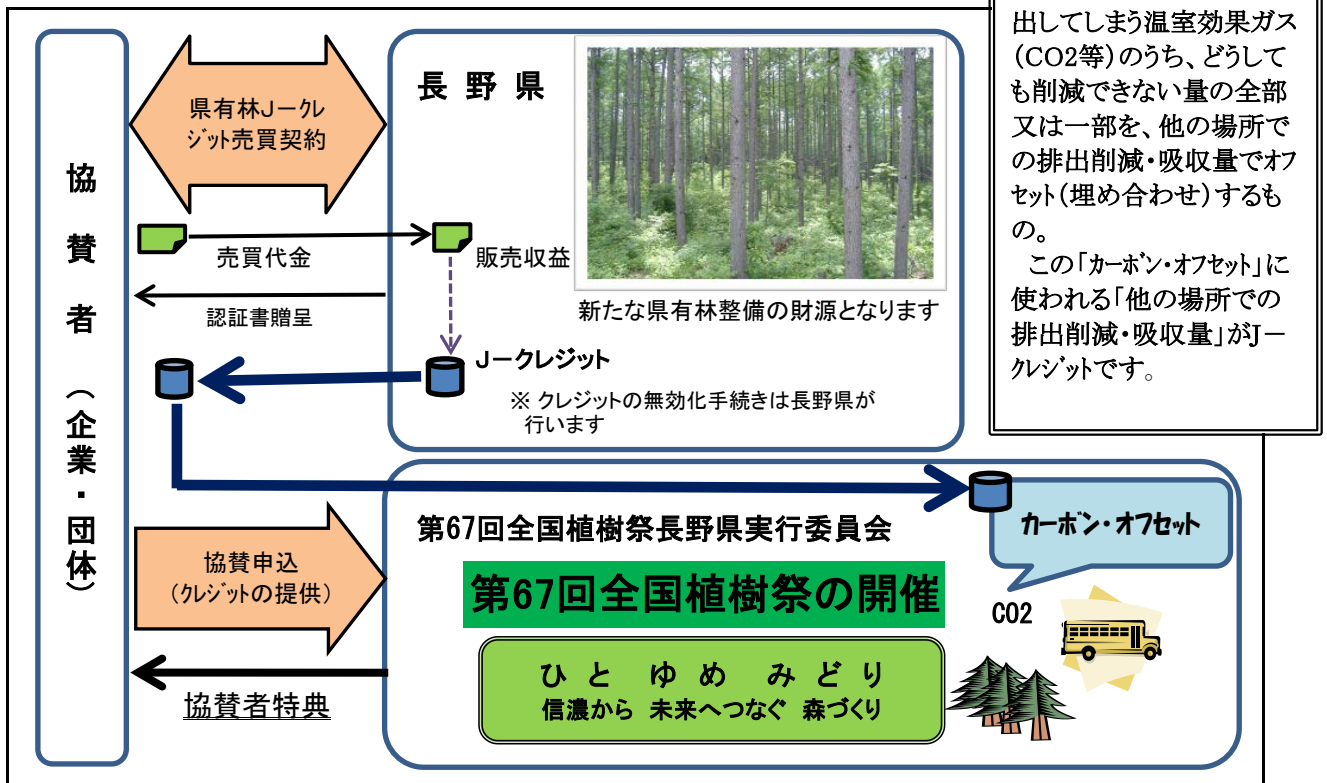 出してしまう温室効果ガス
(CO2等)のうち、どうして
も削減できない量の全部
又は一部を、他の場所で
の排出削減・吸収量でオフ
セット(埋め合わせ)するも
の。
この「カーボン・オフセット」に
使われる「他の場所での
排出削減・吸収量」がJー
クレジットです。
長野県
県有林Jークレ
ジット売買契約
協賛者(企業・団体)
売買代金
販売収益
認証書贈呈
新たな県有林整備の財源となります
Jークレジット
※ クレジットの無効化手続きは長野県が
行います
第67回全国植樹祭長野県実行委員会
カーボン・オフセット
協賛申込
(クレジットの提供)
第67回全国植樹祭の開催
CO2
ひと ゆめ みどり
信濃から 未来へつなぐ 森づくり
協賛者特典